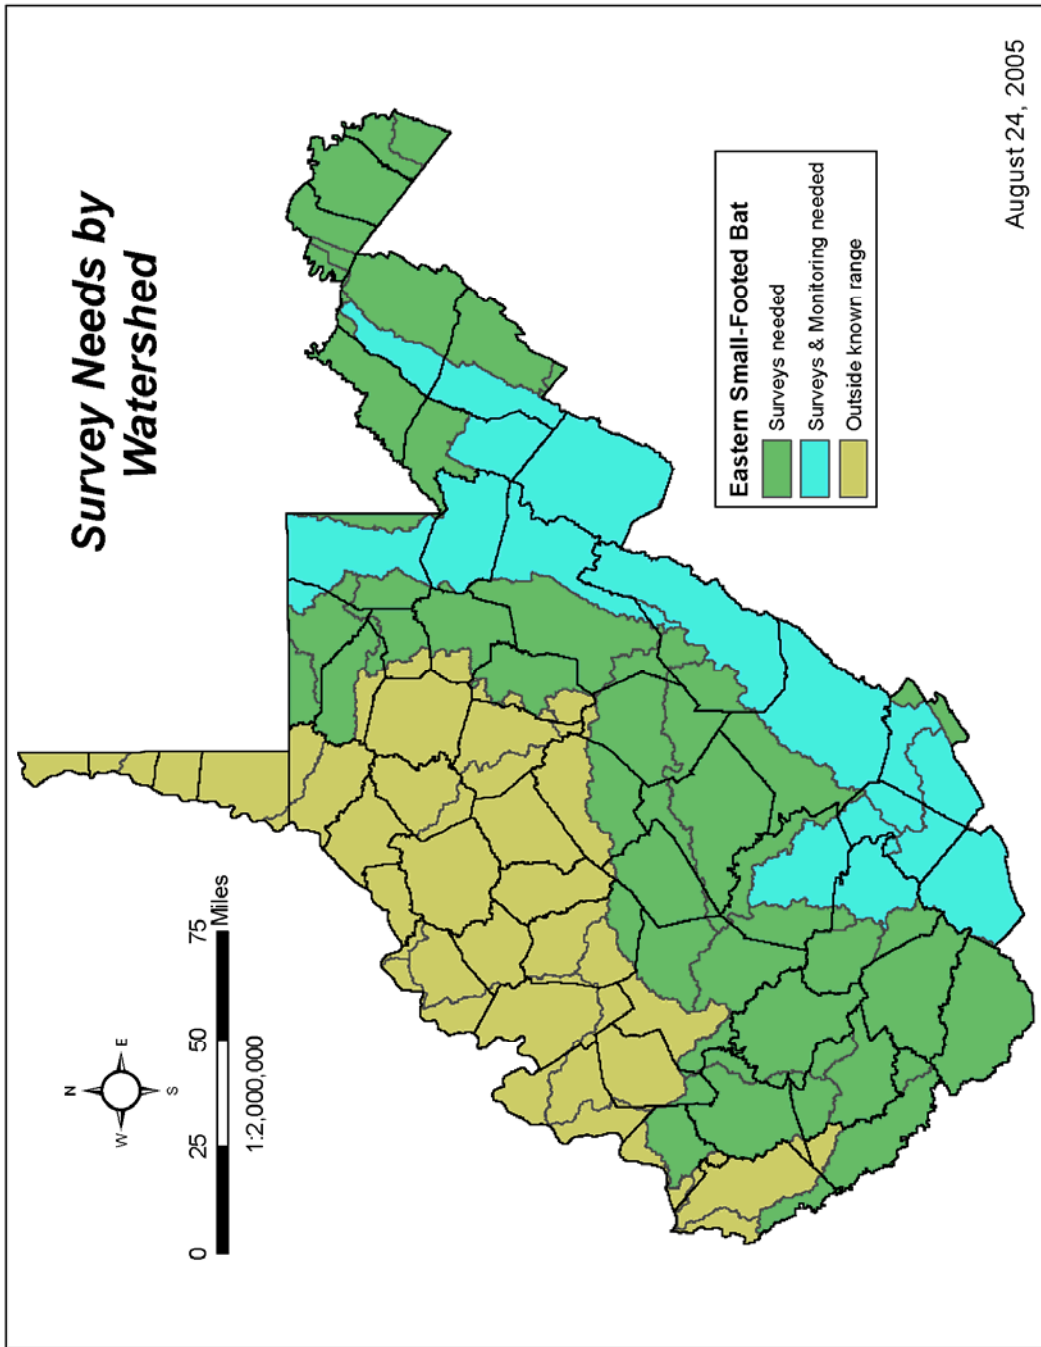 Survey Needs by
Watershed
N
W
E
S
0
25
50
75
Miles
1:2,000,000
Eastern Small-Footed Bat
Surveys needed
Surveys & Monitoring needed
Outside known range
August 24, 2005